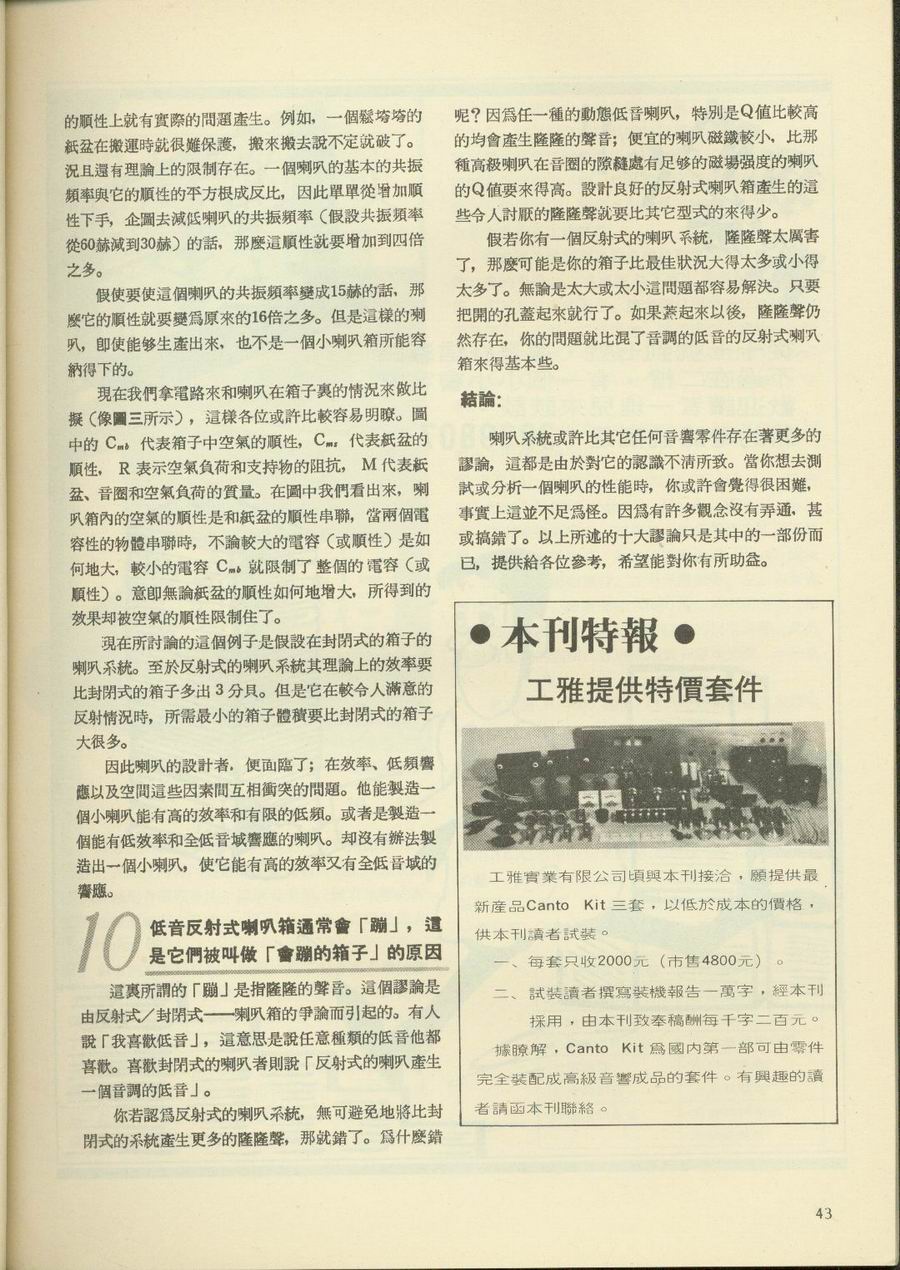 的順性上就有實際的問題產生。例如，一個鬆塔塔的
紙盆在搬運時就很難保護，搬來搬去說不定就破了。
況且還有理論上的限制存在。一個喇叭的基本的共振
頻率與它的順性的平方根成反比，因此單單從增加順
性下手，企圖去減低喇叭的共振頻率（假設共振頻率
從60赫減到30赫）的話，那麼這順性就要增加到四倍
之多。
假使要使這個喇叭的共振頻率變成15赫的話，那
麼它的順性就要變爲原來的16倍之多。但是這樣的喇
叭，卽使能够生產出來，也不是一個小喇叭箱所能容
納得下的。
現在我們拿電路來和喇叭在箱子裏的情況來做比
擬（像圖三所示），這樣各位或許比較容易明瞭。圖
中的 Cmb 代表箱子中空氣的順性，Cms 代表紙盆的
順性， R 表示空氣負荷和支持物的阻抗， M 代表紙
盆、音圈和空氣負荷的質量。在圖中我們看出來，喇
叭箱內的空氣的順性是和紙盆的順性串聯，當兩個電
容性的物體串聯時，不論較大的電容（或順性）是如
何地大，較小的電容 Cmb 就限制了整個的電容（或
順性）。意卽無論紙盆的順性如何地增大，所得到的
效果却被空氣的順性限制住了。
現在所討論的這個例子是假設在封閉式的箱子的
喇叭系統。至於反射式的喇叭系統其理論上的效率要
比封閉式的箱子多出 3 分貝。但是它在較令人滿意的
反射情況時，所需最小的箱子體積要比封閉式的箱子
大很多。
因此喇叭的設計者，便面臨了；在效率、低頻響
應以及空間這些因素間互相衝突的問題。他能製造一
個小喇叭能有高的效率和有限的低頻。或者是製造一
個能有低效率和全低音域響應的喇叭。却沒有辦法製
造出一個小喇叭，使它能有高的效率又有全低音域的
響應。
10 低音反射式喇叭箱通常會「蹦」，這
是它們被叫做「會蹦的箱子」的原因
這裏所謂的「蹦」是指隆隆的聲音。這個謬論是
由反射式／封閉式——喇叭箱的爭論而引起的。有人
說「我喜歡低音」，這意思是說任意種類的低音他都
喜歡。喜歡封閉式的喇叭者則說「反射式的喇叭產生
一個音調的低音」。
你若認爲反射式的喇叭系統，無可避免地將比封
閉式的系統產生更多的隆隆聲，那就錯了。爲什麼錯
呢？因爲任一種的動態低音喇叭，特別是Q値比較高
的均會產生隆隆的聲音；便宜的喇叭磁鐵較小，比那
種高級喇叭在音圈的隙縫處有足够的磁場强度的喇叭
的Q値要來得高。設計良好的反射式喇叭箱產生的這
些令人討厭的隆隆聲就要比其它型式的來得少。
假若你有一個反射式的喇叭系統，隆隆聲太厲害
了，那麼可能是你的箱子比最佳狀況大得太多或小得
太多了。無論是太大或太小這問題都容易解決。只要
把開的孔蓋起來就行了。如果蓋起來以後，隆隆聲仍
然存在，你的問題就比混了音調的低音的反射式喇叭
箱來得基本些。
結論：
喇叭系統或許比其它任何音響零件存在著更多的
謬論，這都是由於對它的認識不清所致。當你想去測
試或分析一個喇叭的性能時，你或許會覺得很困難，
事實上這並不足爲怪。因爲有許多觀念沒有弄通，甚
或搞錯了。以上所述的十大謬論只是其中的一部份而
已，提供給各位參考，希望能對你有所助益。
●本刊特報●
工雅提供特價套件
工雅實業有限公司頃與本刊接洽，願提供最
新產品Canto Kit 三套，以低於成本的價格，
供本刊讀者試裝。
一、每套只收2000元（市售4800元）。
二、試裝讀者撰寫裝機報告一萬字，經本刊
採用，由本刊致奉稿酬每千字二百元。
據瞭解，Canto Kit 爲國内第一部可由零件
完全裝配成高級音響成品的套件。有興趣的讀
者請函本刊聯絡。
43